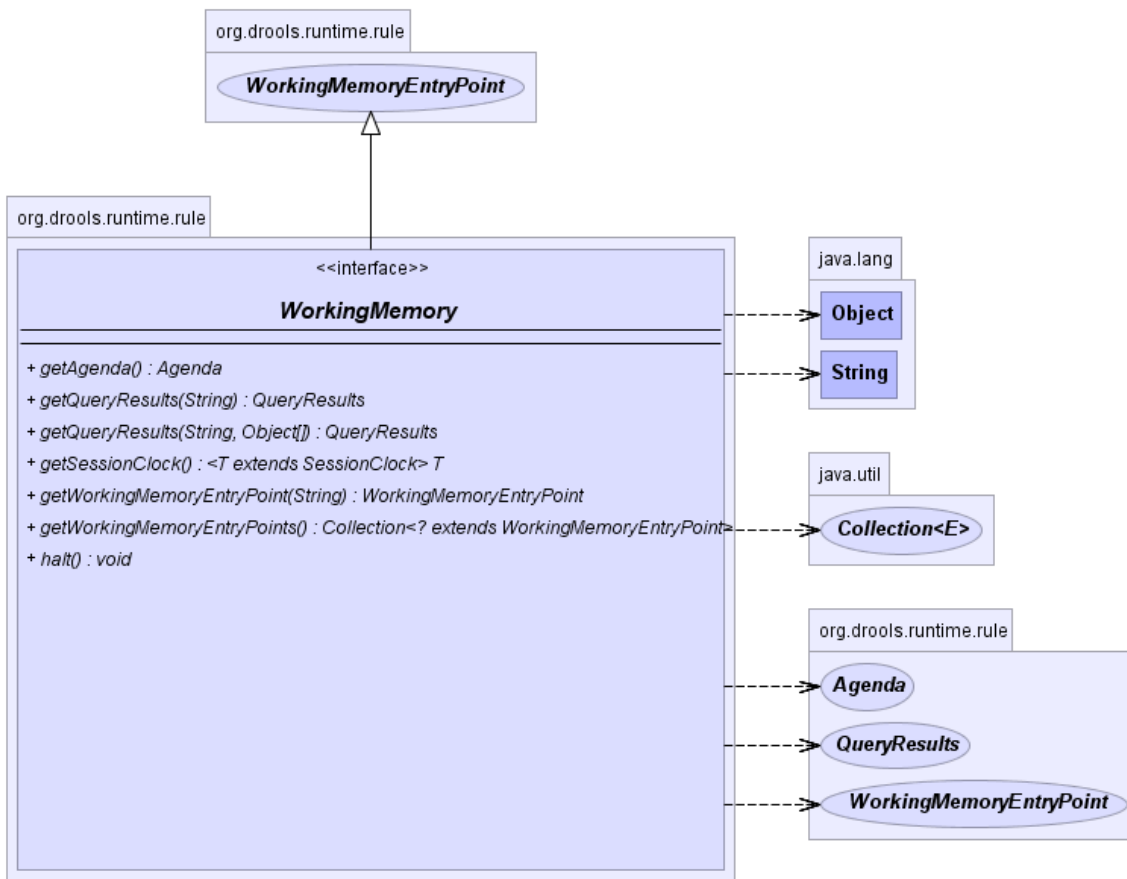 org.drools.runtime.rule
WorkingMemoryEntryPoint
org.drools.runtime.rule
<<interface>>
WorkingMemory
+ getAgenda() : Agenda
+ getQueryResults(String) : QueryResults
+ getQueryResults(String, Object[]) : QueryResults
+ getSessionClock() : <T extends SessionClock> T
+ getWorkingMemoryEntryPoint(String) : WorkingMemoryEntryPoint
+ getWorkingMemoryEntryPoints() : Collection<? extends WorkingMemoryEntryPoint>
+ halt() : void
java.lang
Object
String
java.util
Collection<E>
org.drools.runtime.rule
Agenda
QueryResults
WorkingMemoryEntryPoint